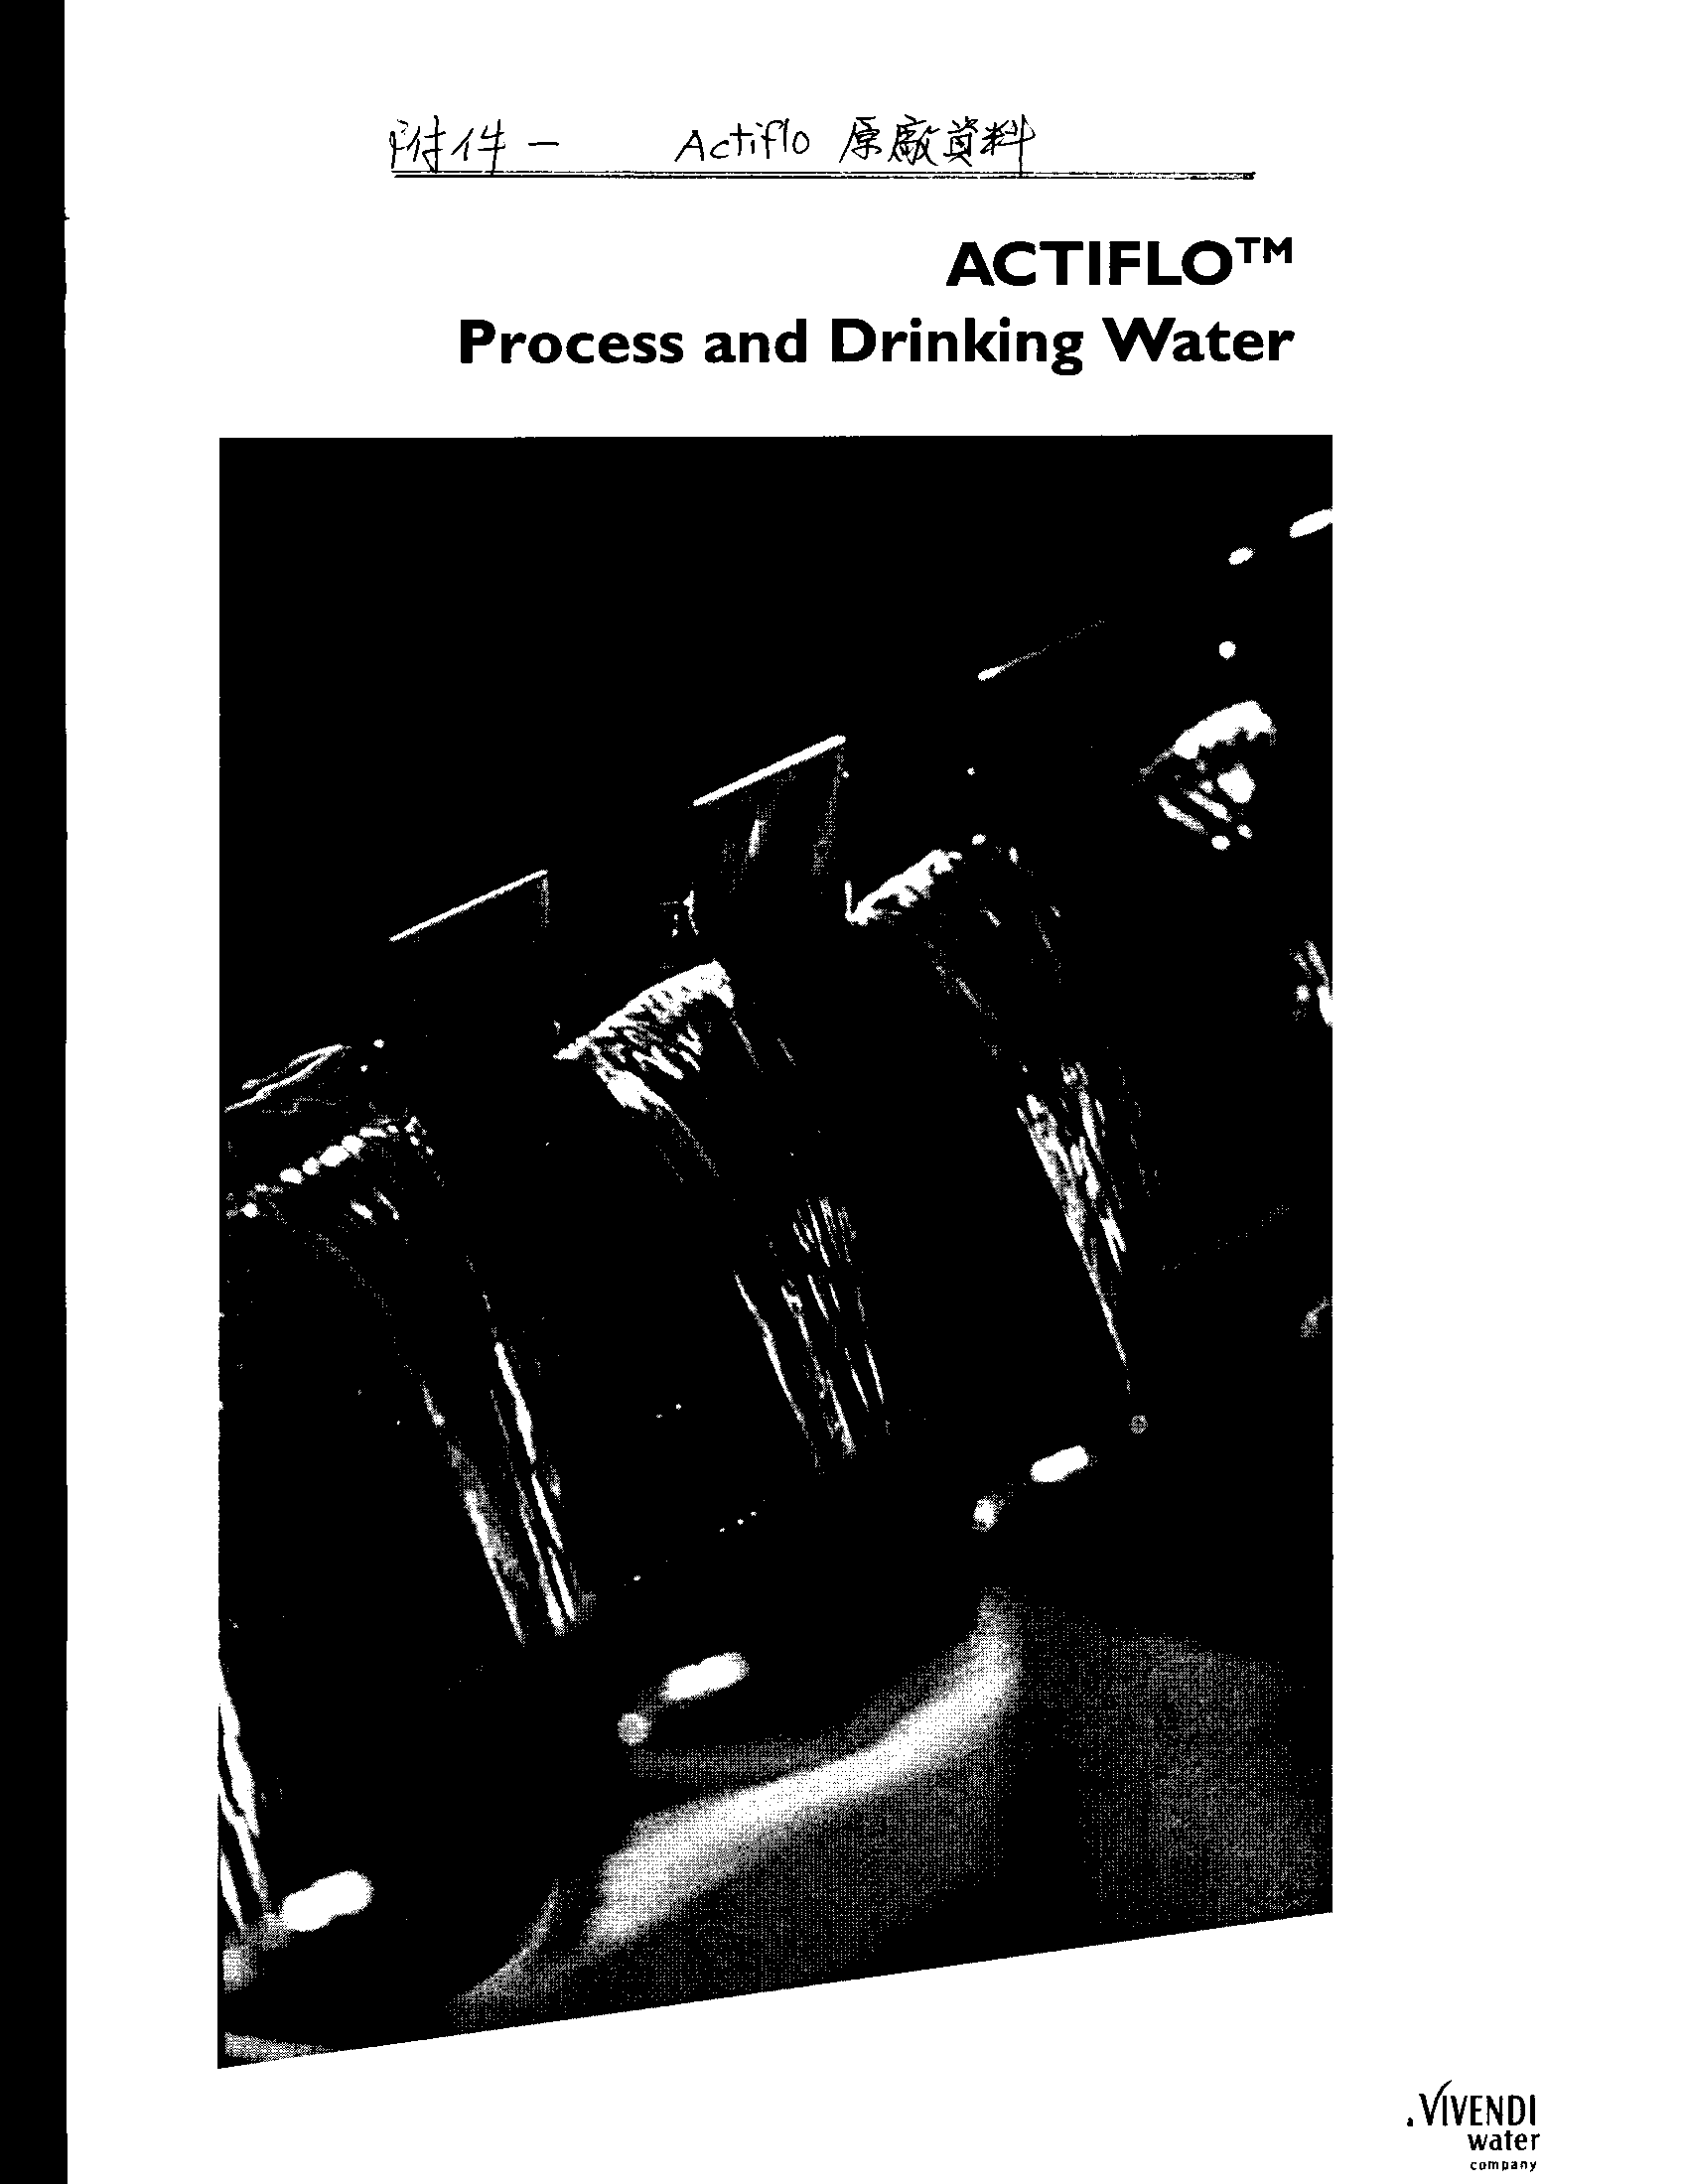 附件一 Actiflo 原廠資料
ACTIFLO™
Process and Drinking Water
VIVENDI
water
company